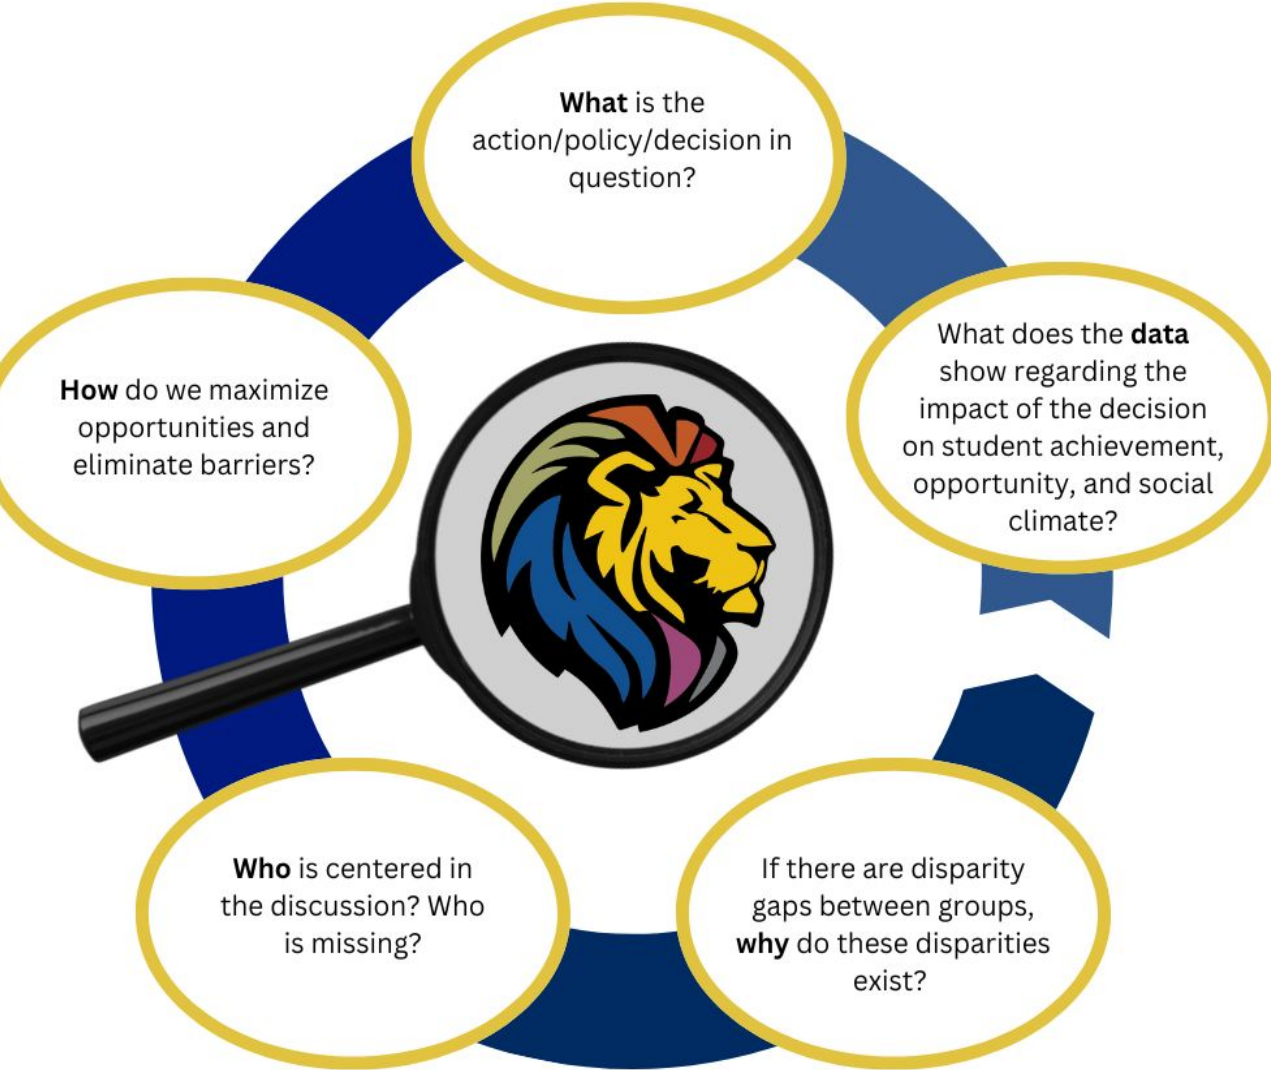 What is the
action/policy/decision in
question?
What does the data
show regarding the
impact of the decision
on student achievement,
opportunity, and social
climate?
If there are disparity
gaps between groups,
why do these disparities
exist?
Who is centered in
the discussion? Who
is missing?
How do we maximize
opportunities and
eliminate barriers?